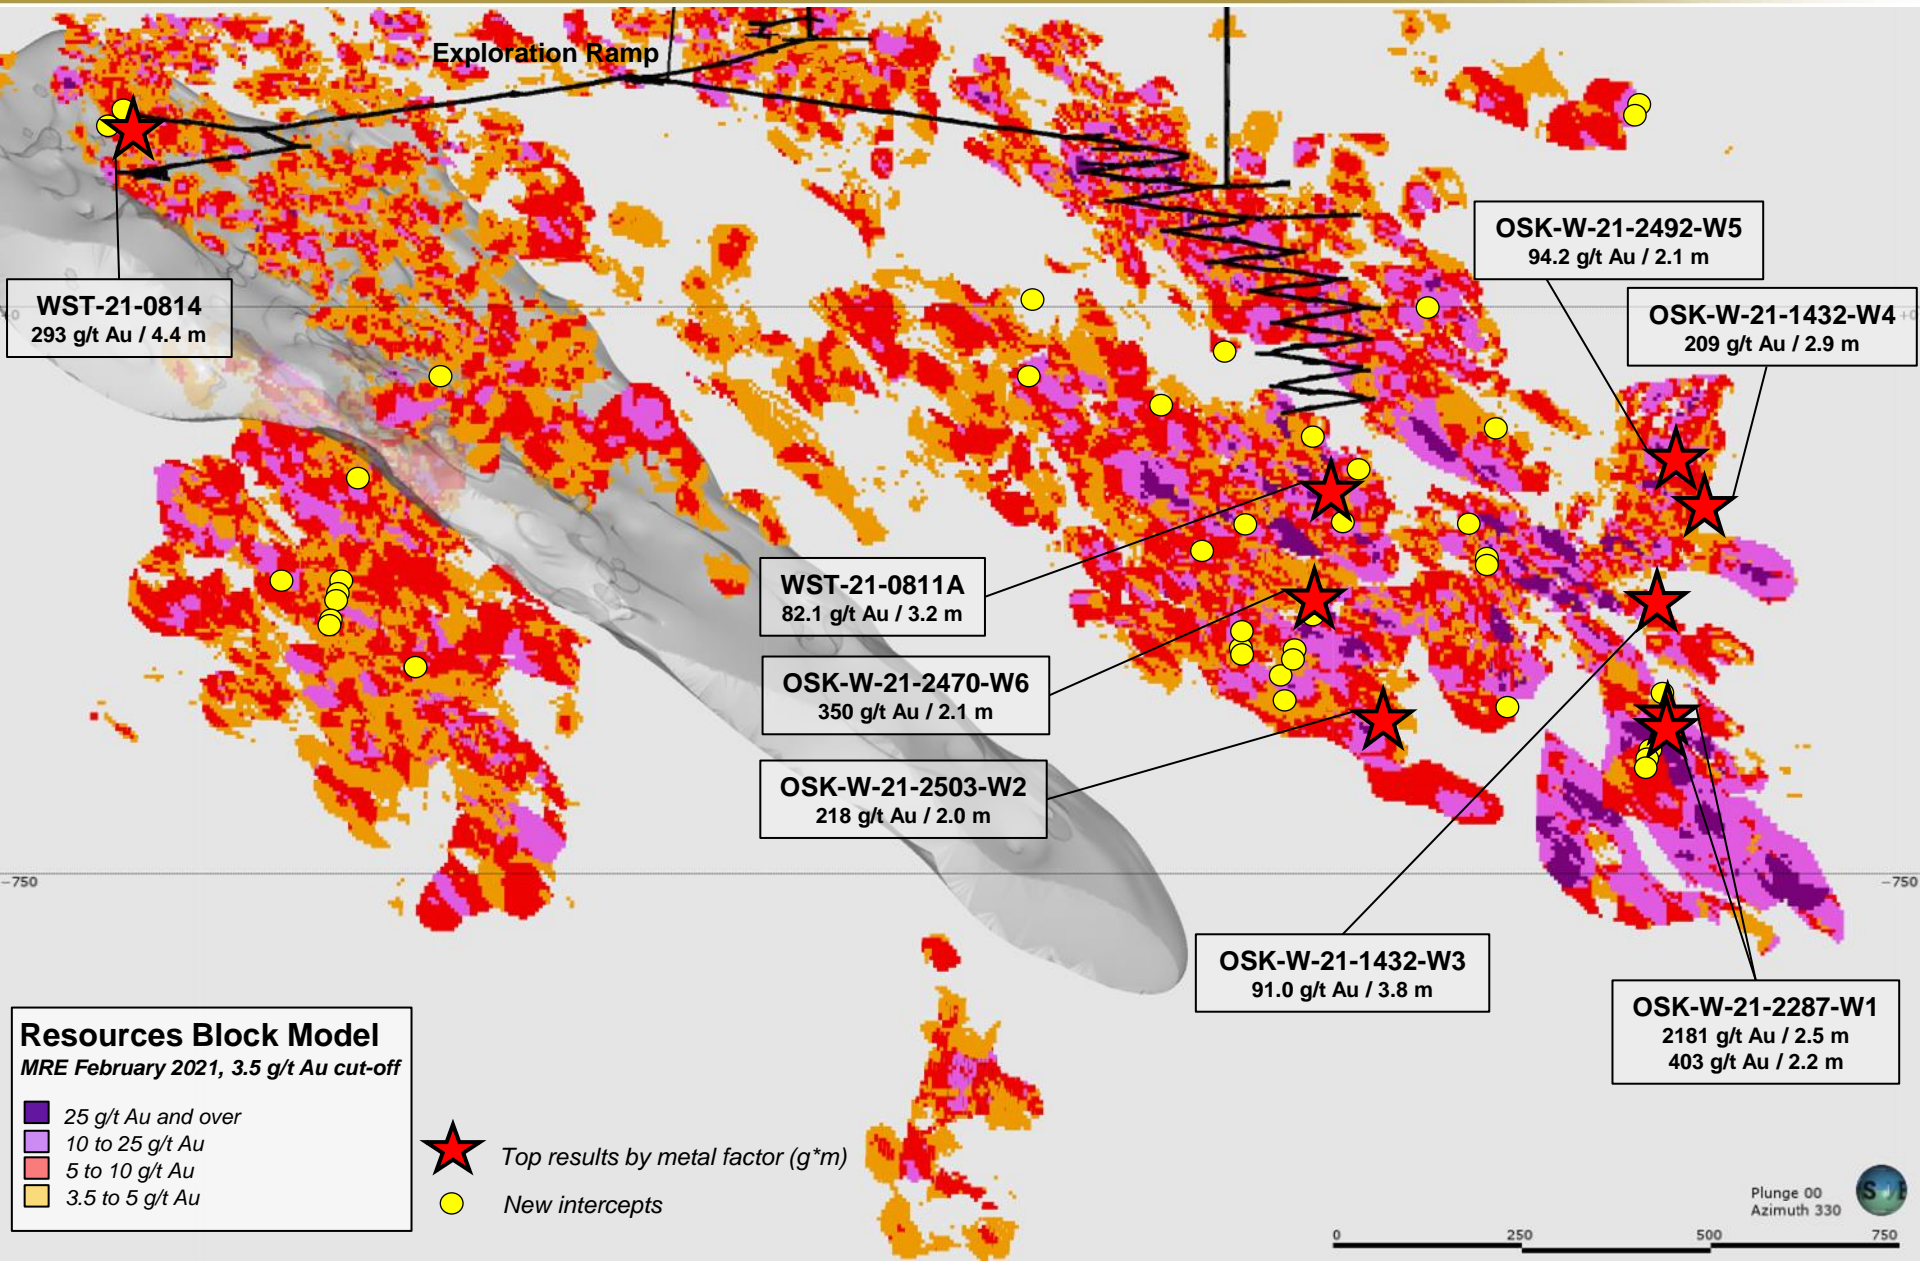 Exploration Ramp
OSK-W-21-2492-W5
94.2 g/t Au / 2.1 m
WST-21-0814
293 g/t Au / 4.4 m
OSK-W-21-1432-W4
209 g/t Au / 2.9 m
WST-21-0811A
82.1 g/t Au / 3.2 m
OSK-W-21-2470-W6
350 g/t Au / 2.1 m
OSK-W-21-2503-W2
218 g/t Au / 2.0 m
−750
−750
OSK-W-21-1432-W3
91.0 g/t Au / 3.8 m
OSK-W-21-2287-W1
2181 g/t Au / 2.5 m
403 g/t Au / 2.2 m
Resources Block Model
MRE February 2021, 3.5 g/t Au cut-off
25 g/t Au and over
10 to 25 g/t Au
5 to 10 g/t Au
3.5 to 5 g/t Au
Top results by metal factor (g*m)
New intercepts
Plunge 00
Azimuth 330
0 250 500 750